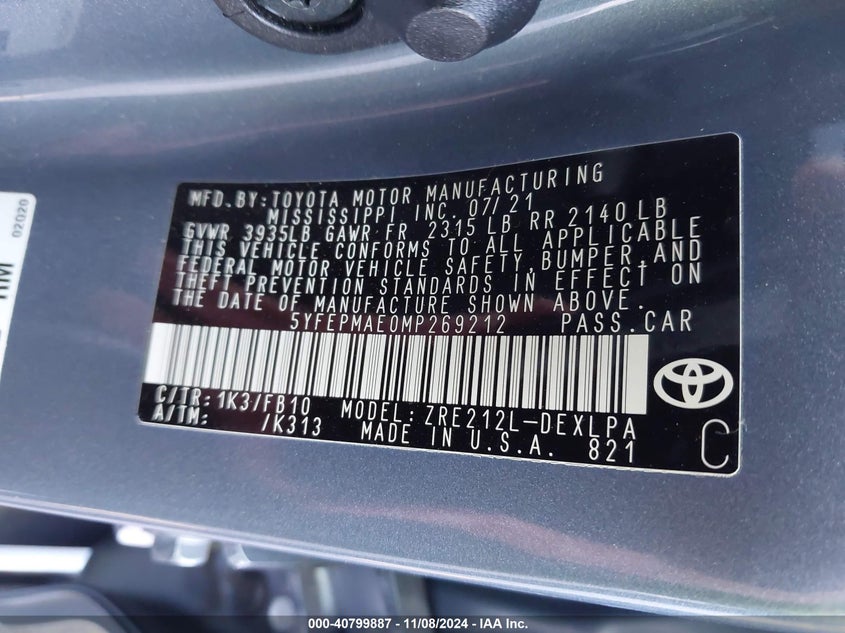 02020
MFD.BY:TOYOTA MOTOR MANUFACTURING
MISSISSIPPI INC. 07/21
GVWR 3935LB GAWR FR 2315 LB RR 2140 LB
THIS VEHICLE CONFORMS TO ALL APPLICABLE
FEDERAL MOTOR VEHICLE SAFETY,BUMPER,AND
THEFT PREVENTION STANDARDS IN EFFECT ON
THE DATE OF MANUFACTURE SHOWN ABOVE.
5YFEPMAE0MP269212 PASS.CAR
C/TR:1K3/FB10 MODEL:ZRE212L-DEXLPA
A/TM: /K313 MADE IN U.S.A. 821 C
000-40799887 - 11/08/2024 - IAA Inc.